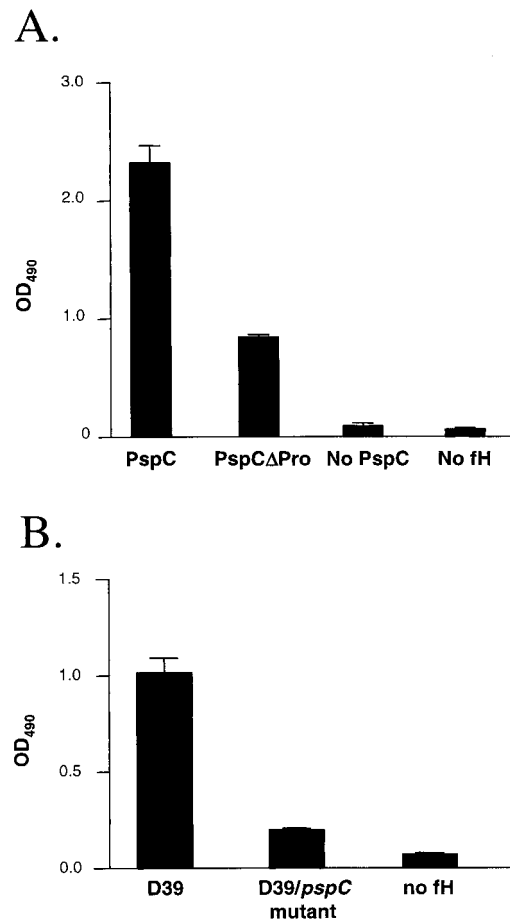 A.
3.0
2.0
1.0
0
OD490
PspC PspCΔPro No PspC No fH
B.
1.5
1.0
0.5
0.0
OD490
D39 D39/pspC no fH
mutant